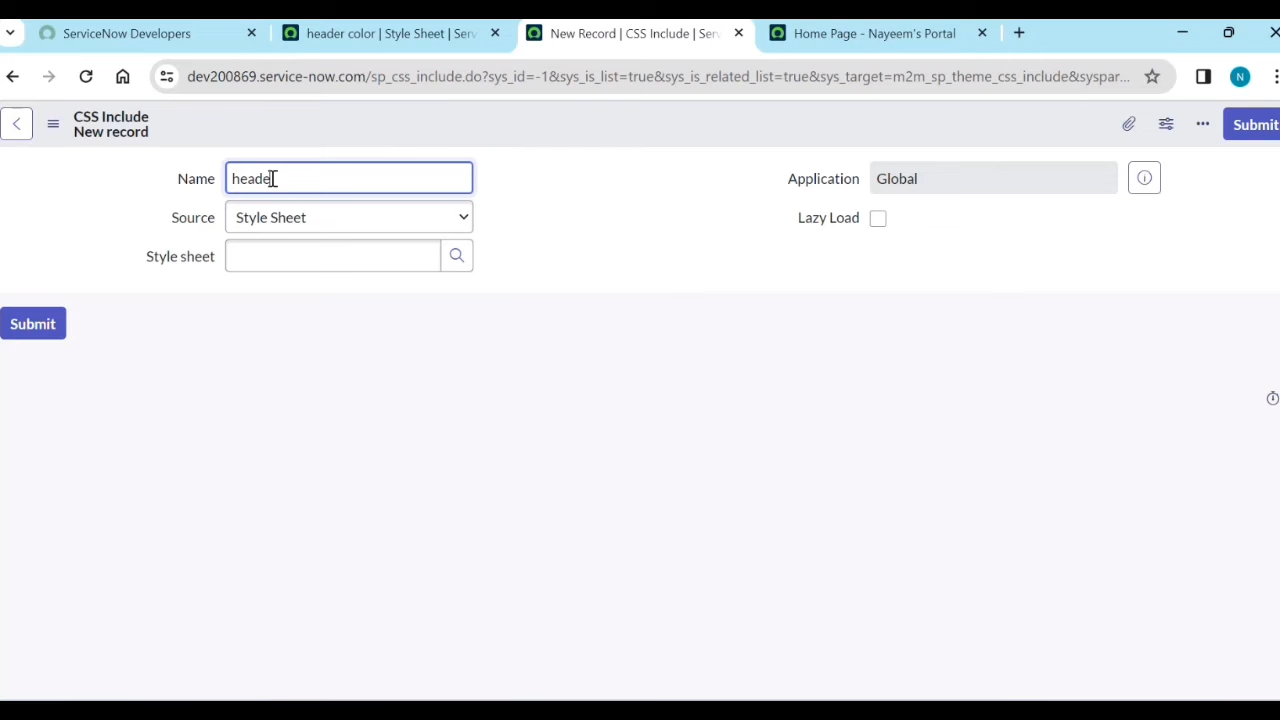 ServiceNow Developers
header color | Style Sheet | Serv
New Record | CSS Include | Serv
Home Page - Nayeem's Portal
dev200869.service-now.com/sp_css_include.do?sys_id=-1&sys_is_list=true&sys_is_related_list=true&sys_target=m2m_sp_theme_css_include&syspar...
N
CSS Include
New record
Submit
Name
heade
Application
Global
Source
Style Sheet
Lazy Load
Style sheet
Submit